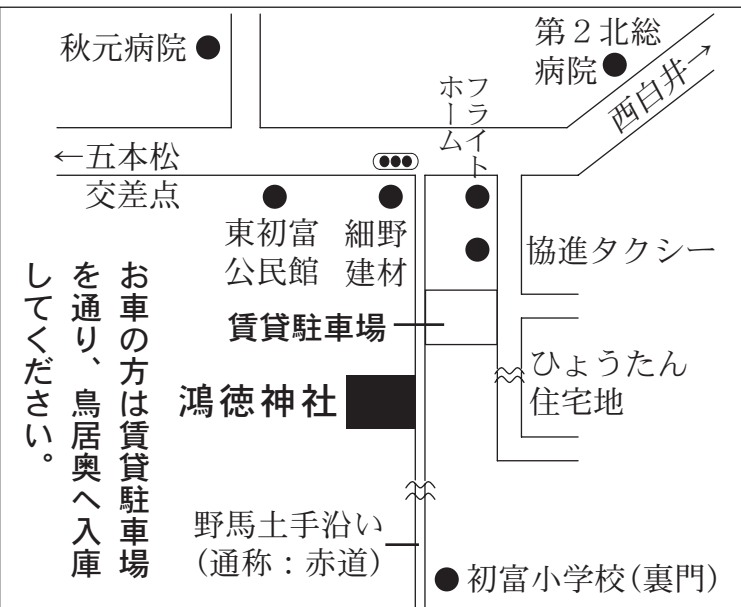 秋元病院
第２北総
病院
西白井→
フライト
ホーム
←五本松
交差点
東初富
公民館
細野
建材
協進タクシー
賃貸駐車場
ひょうたん
住宅地
鴻徳神社
お車の方は賃貸駐車場
を通り、鳥居奥へ入庫
してください。
野馬土手沿い
(通称：赤道)
初富小学校(裏門)